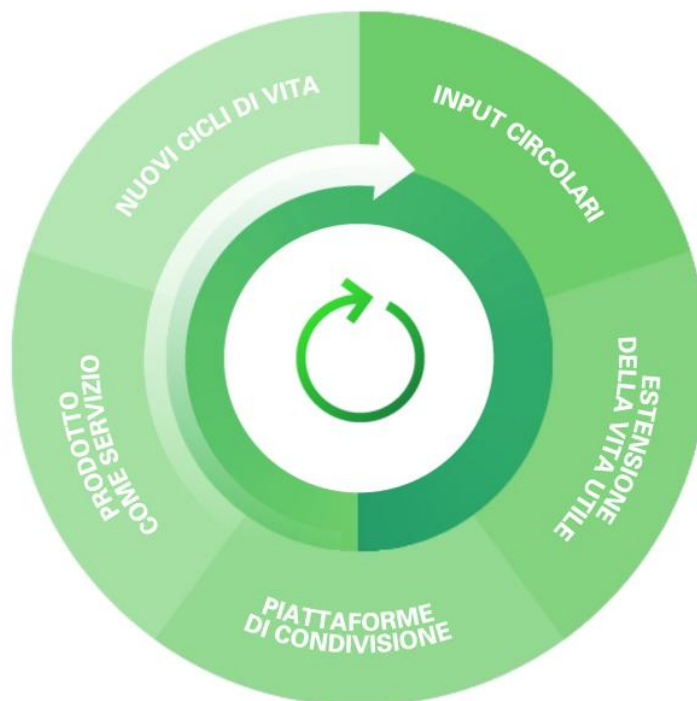 INPUT CIRCOLARI
ESTENSIONE
DELLA VITA UTILE
PIATTAFORME
DI CONDIVISIONE
PRODOTTO
COME SERVIZIO
NUOVI CICLI DI VITA